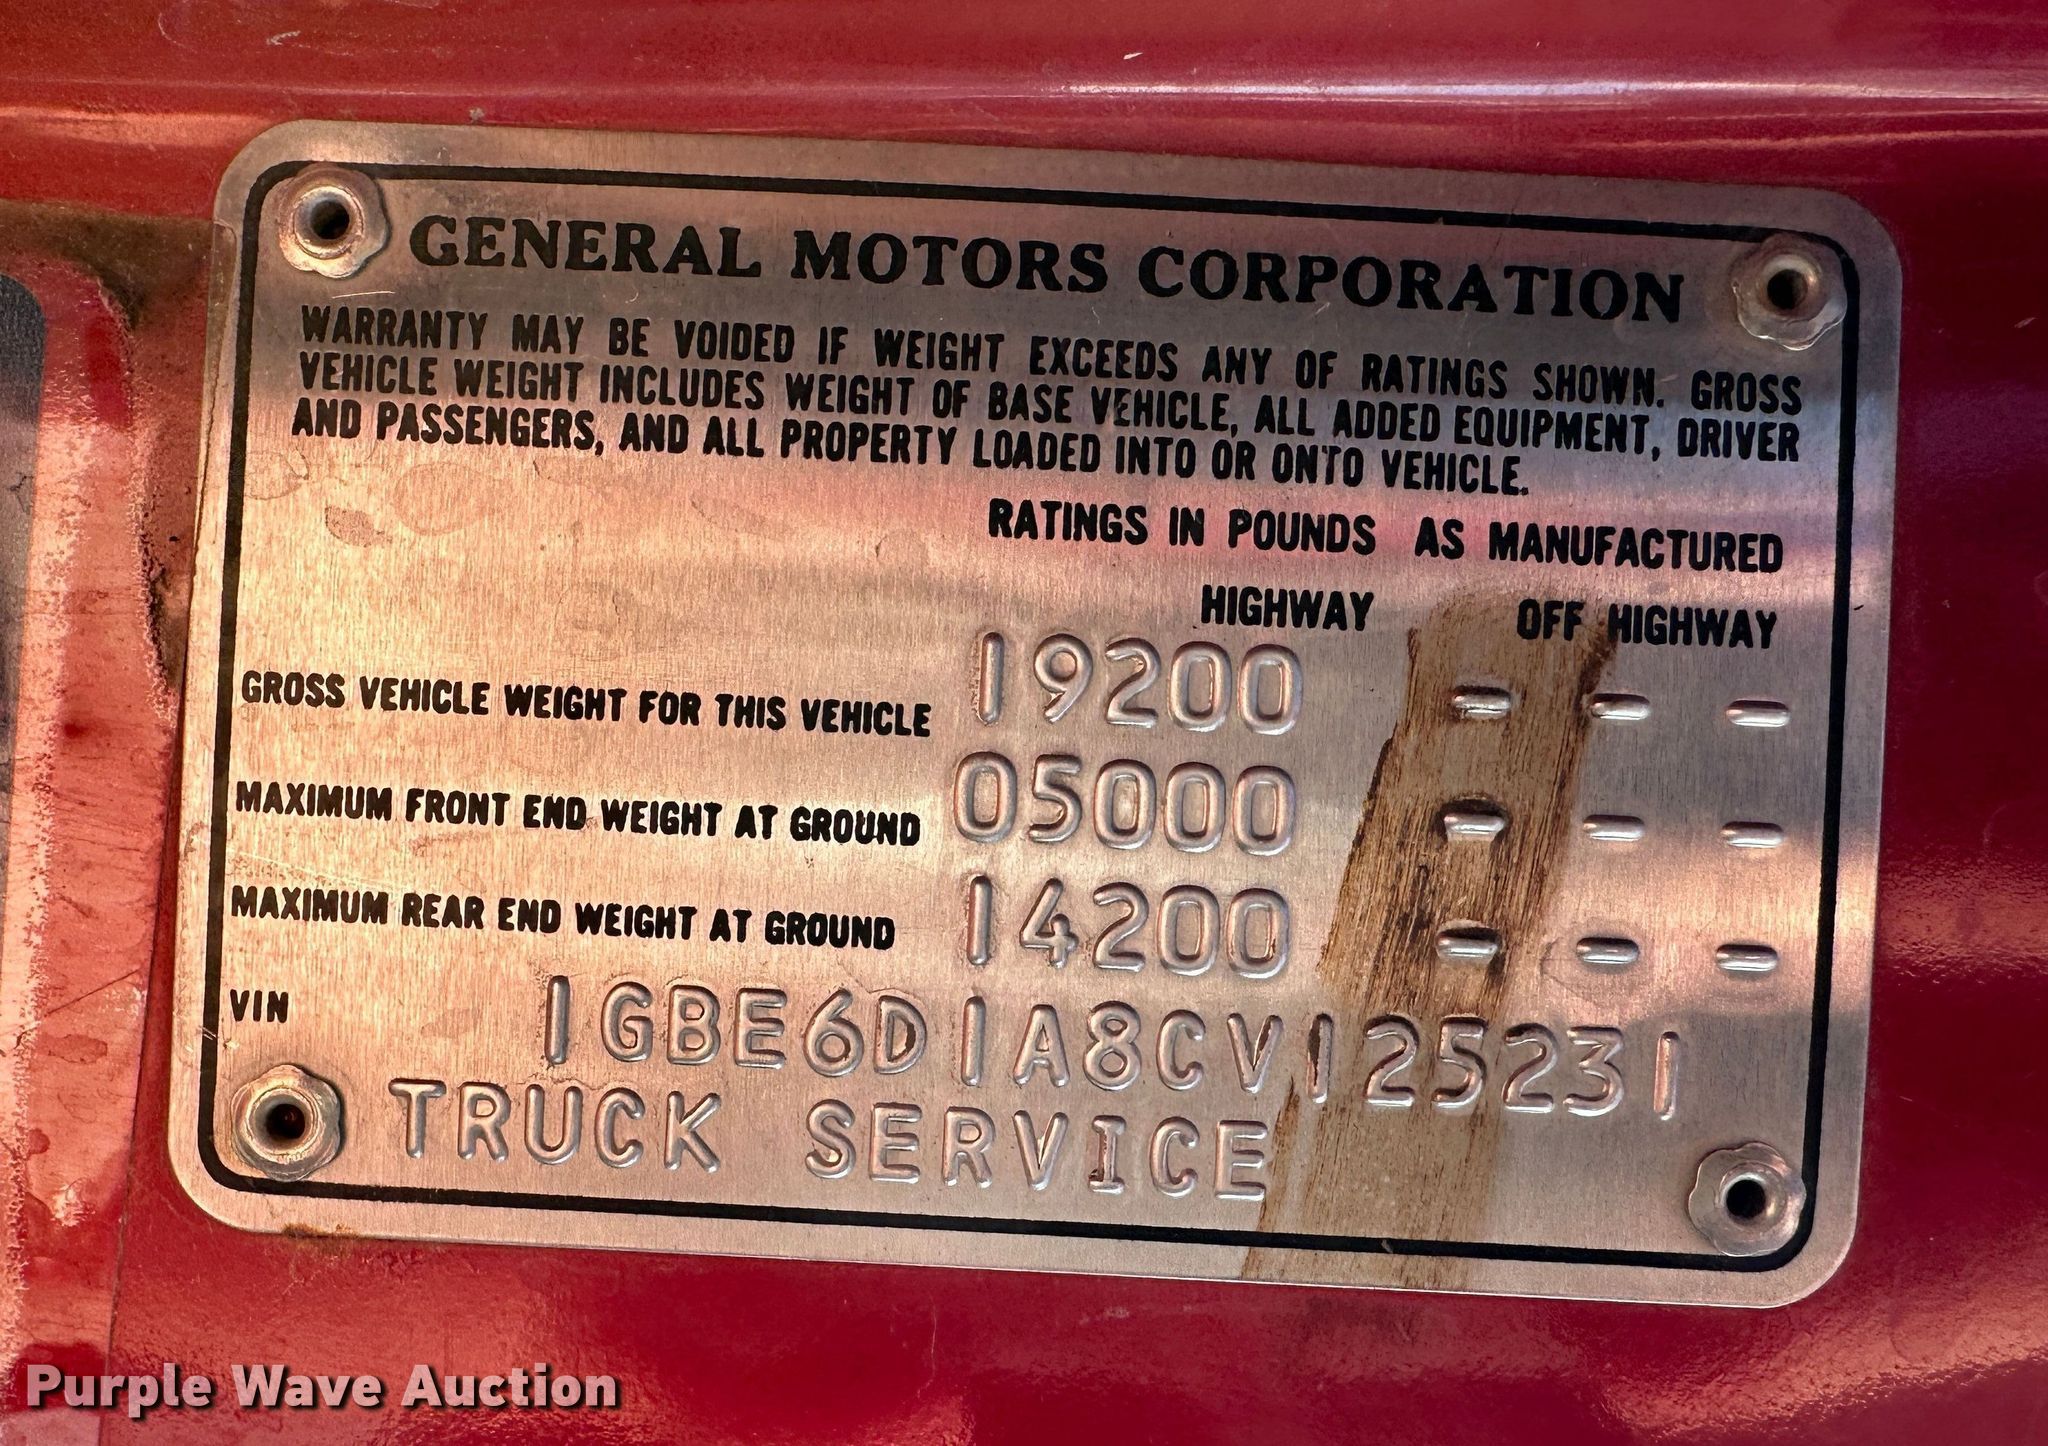 GENERAL MOTORS CORPORATION
WARRANTY MAY BE VOIDED IF WEIGHT EXCEEDS ANY OF RATINGS SHOWN. GROSS
VEHICLE WEIGHT INCLUDES WEIGHT OF BASE VEHICLE, ALL ADDED EQUIPMENT, DRIVER
AND PASSENGERS, AND ALL PROPERTY LOADED INTO OR ONTO VEHICLE.
RATINGS IN POUNDS AS MANUFACTURED
HIGHWAY OFF HIGHWAY
GROSS VEHICLE WEIGHT FOR THIS VEHICLE 19200 - - -
MAXIMUM FRONT END WEIGHT AT GROUND 05000 - - -
MAXIMUM REAR END WEIGHT AT GROUND 14200 - - -
VIN 1GBE6D1A8CV125231
TRUCK SERVICE
Purple Wave Auction